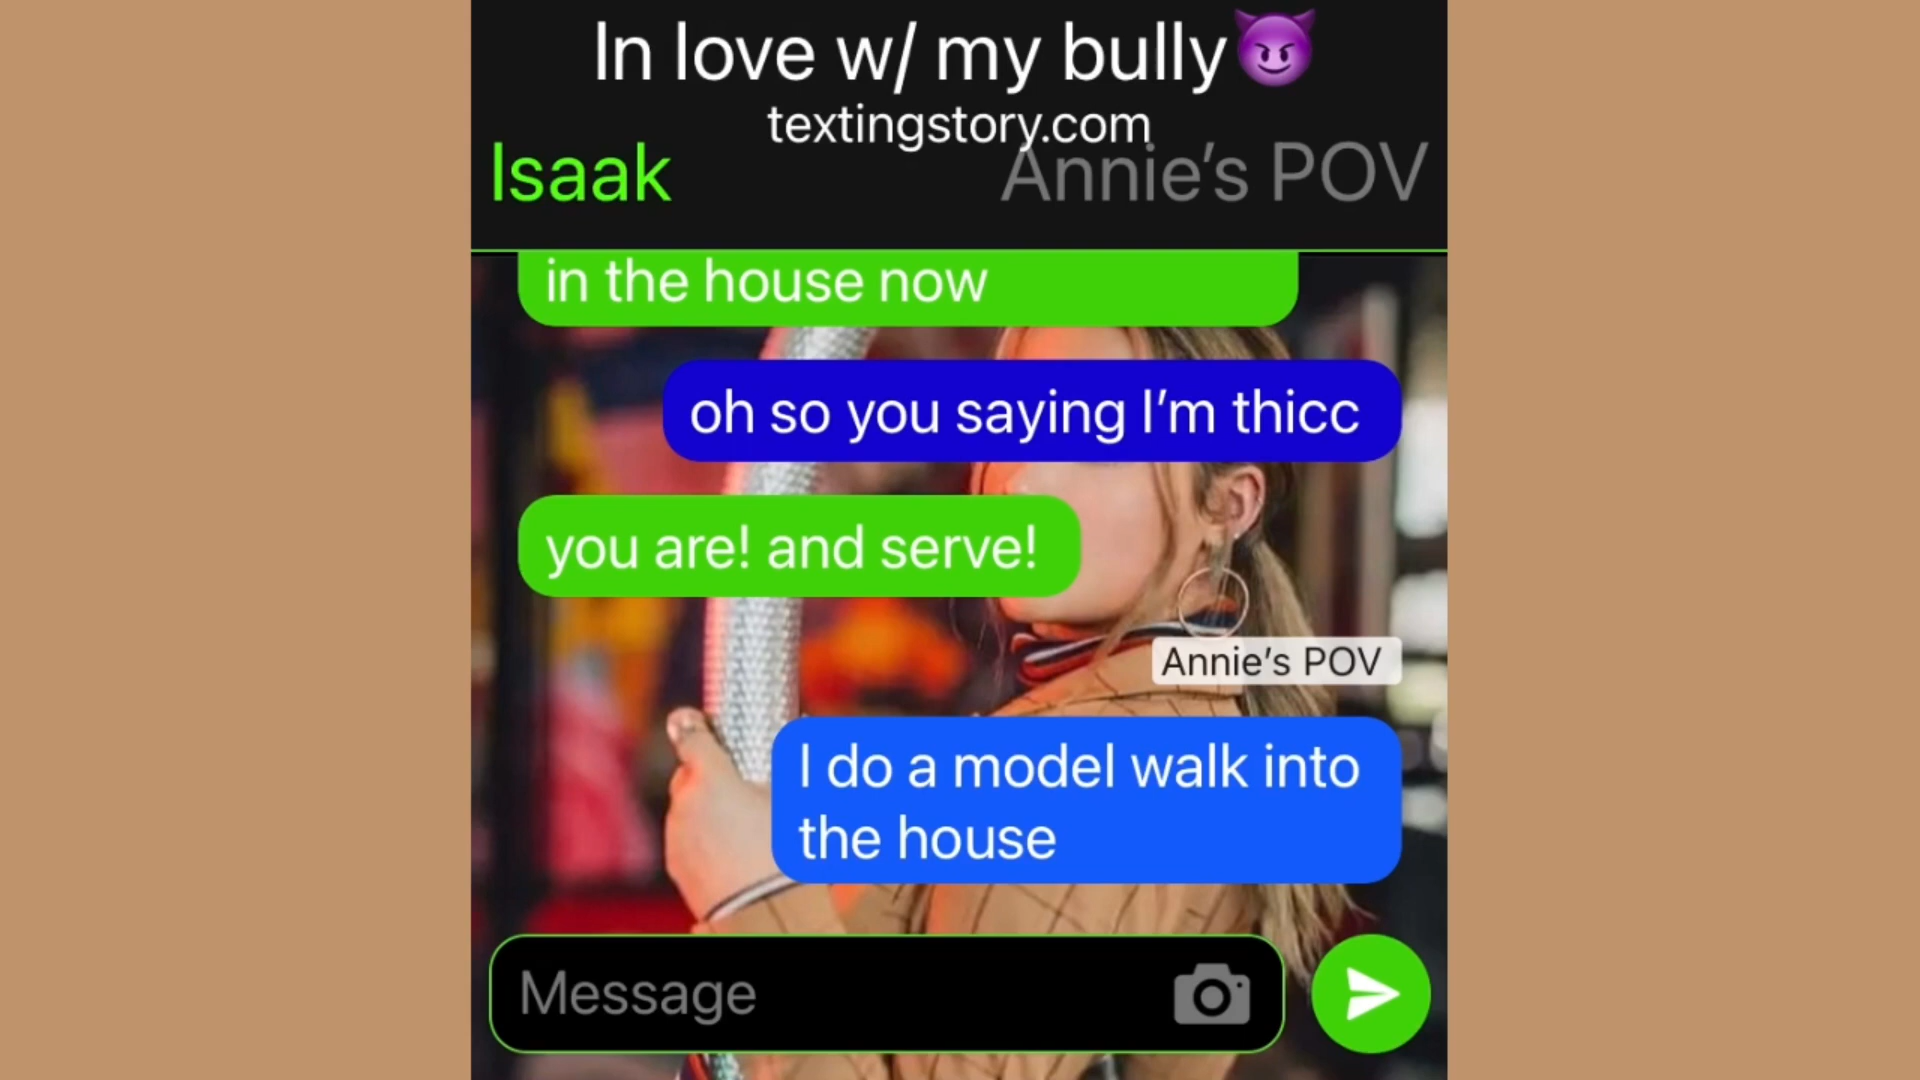 In love w/ my bully😈
textingstory.com
Isaak
Annie’s POV
in the house now
oh so you saying I’m thicc
you are! and serve!
Annie’s POV
I do a model walk into
the house
Message